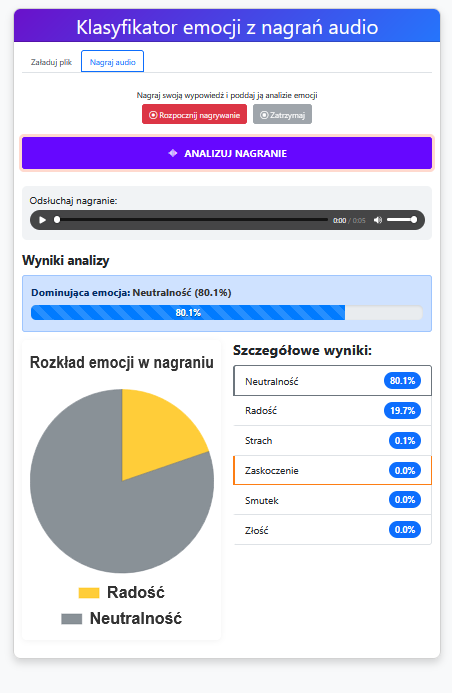 Klasyfikator emocji z nagrań audio
Załaduj plik
Nagraj audio
Nagraj swoją wypowiedź i poddaj ją analizie emocji
Rozpocznij nagrywanie
Zatrzymaj
ANALIZUJ NAGRANIE
Odsłuchaj nagranie:
0:00 / 0:05
Wyniki analizy
Dominująca emocja: Neutralność (80.1%)
80.1%
Rozkład emocji w nagraniu
Radość
Neutralność
Szczegółowe wyniki:
Neutralność 80.1%
Radość 19.7%
Strach 0.1%
Zaskoczenie 0.0%
Smutek 0.0%
Złość 0.0%